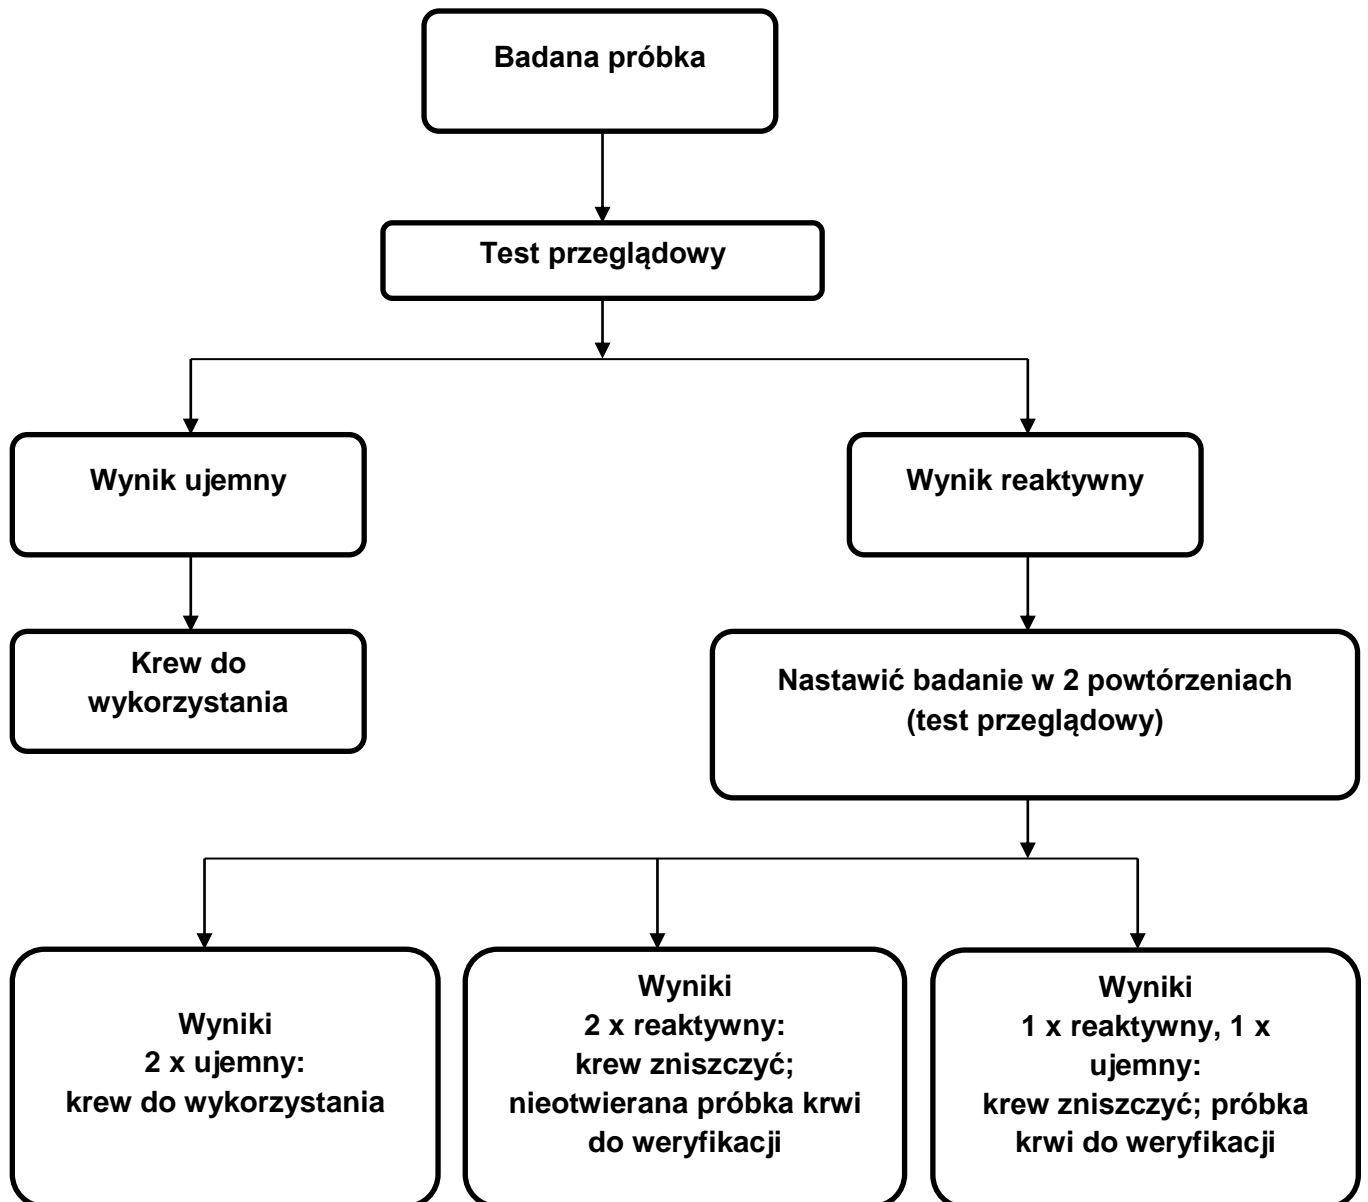 Badana próbka
Test przeglądowy
Wynik ujemny
Wynik reaktywny
Krew do
wykorzystania
Nastawić badanie w 2 powtórzeniach
(test przeglądowy)
Wyniki
2 x ujemny:
krew do wykorzystania
Wyniki
2 x reaktywny:
krew zniszczyć;
nieotwierana próbka krwi
do weryfikacji
Wyniki
1 x reaktywny, 1 x
ujemny:
krew zniszczyć; próbka
krwi do weryfikacji